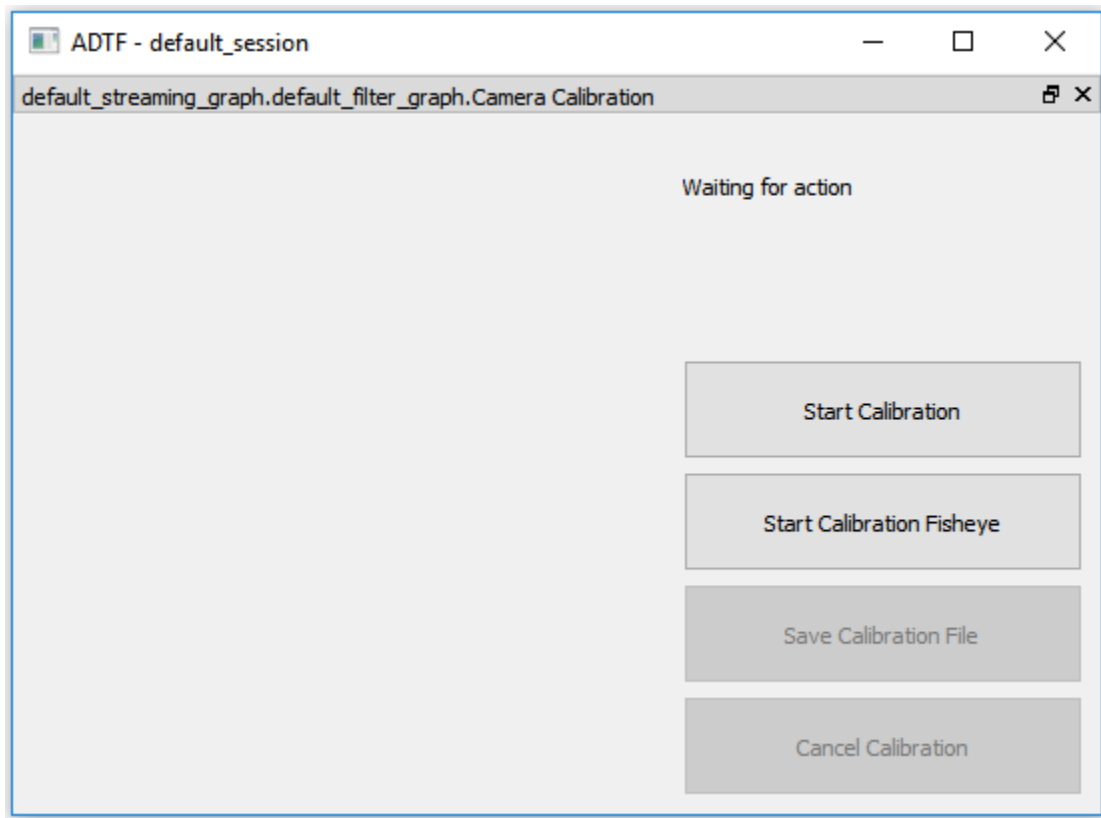 ADTF - default_session
default_streaming_graph.default_filter_graph.Camera Calibration
Waiting for action
Start Calibration
Start Calibration Fisheye
Save Calibration File
Cancel Calibration